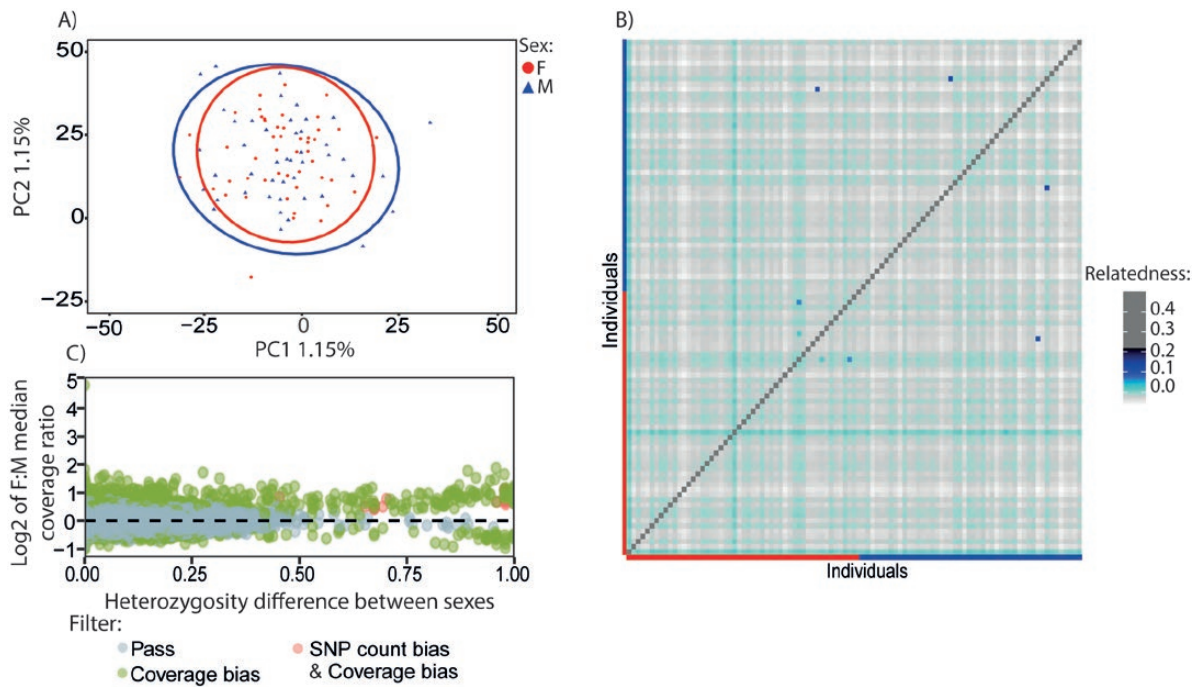 A)
50
25
0
−25
PC2 1.15%
−50
−25
0
25
50
PC1 1.15%
Sex:
F
M
B)
Individuals
Individuals
Relatedness:
0.4
0.3
0.2
0.1
0.0
C)
5
4
3
2
1
0
−1
Log2 of F:M median
coverage ratio
0.00
0.25
0.50
0.75
1.00
Heterozygosity difference between sexes
Filter:
Pass
Coverage bias
SNP count bias
& Coverage bias